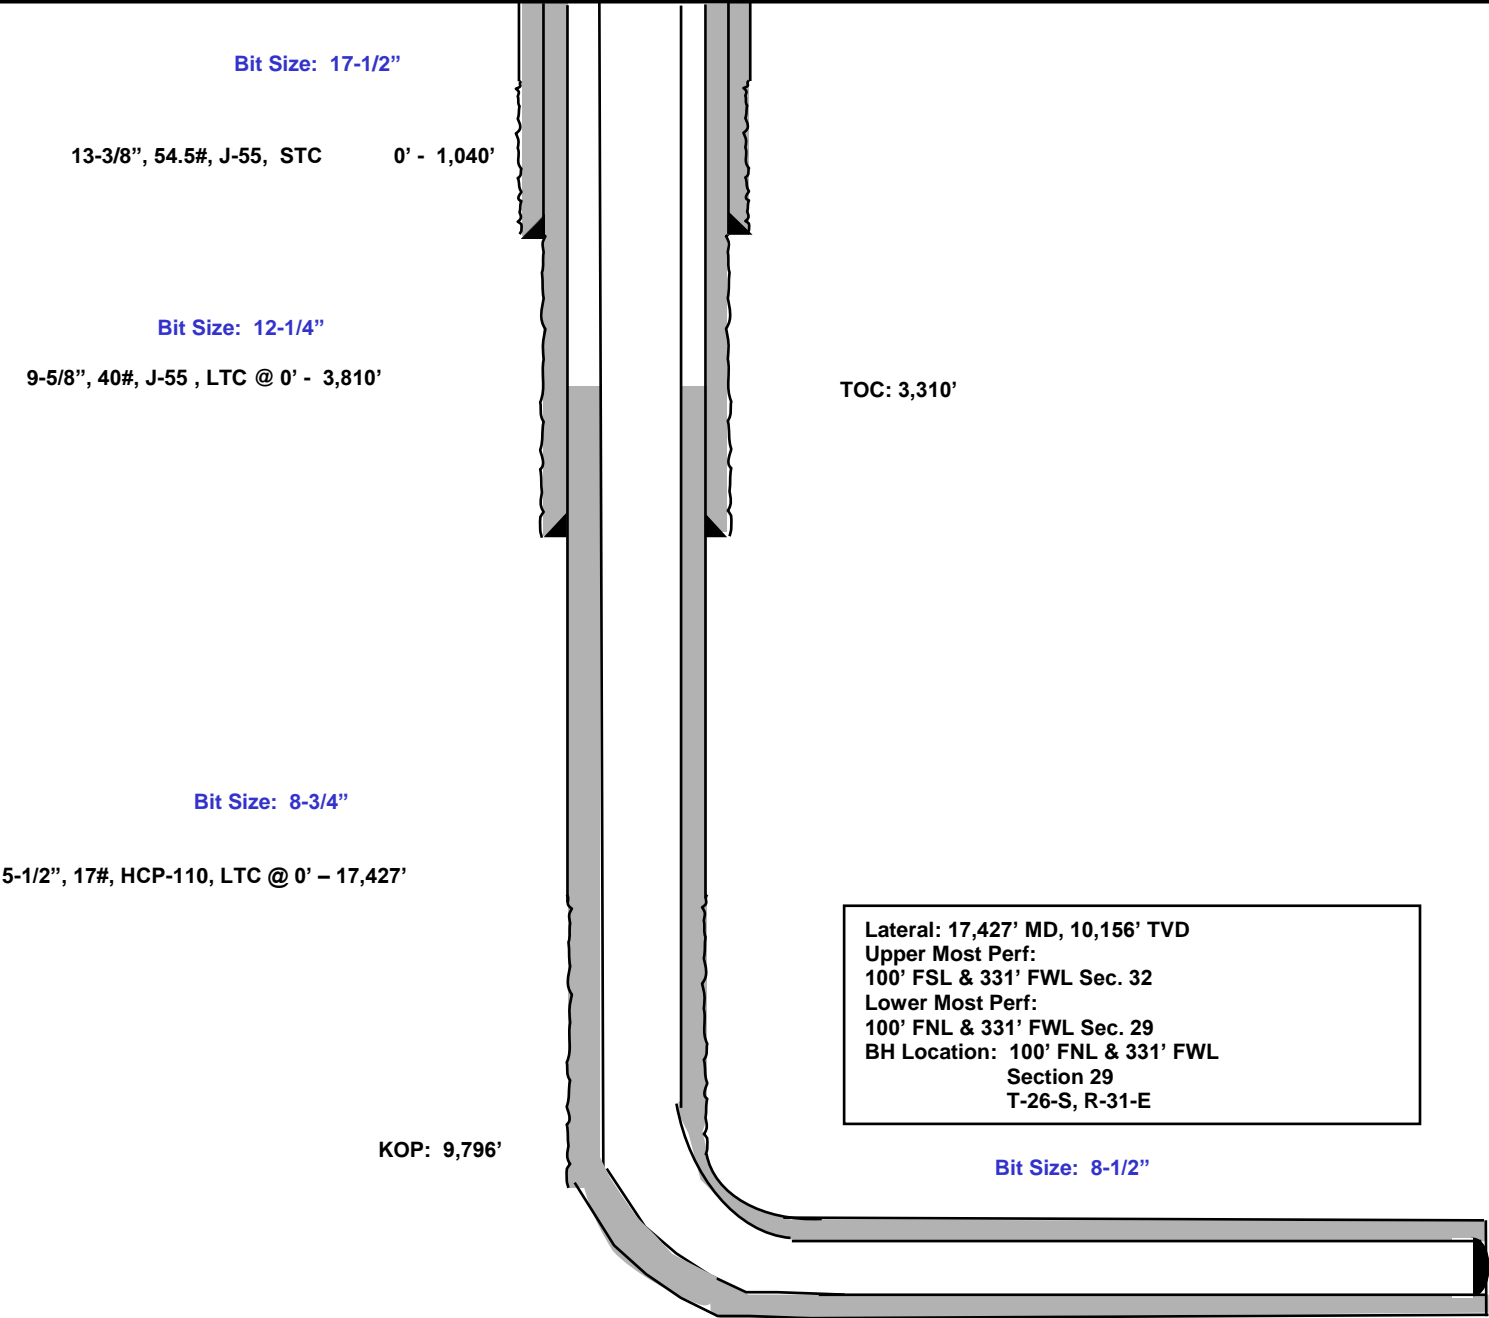 Bit Size: 17-1/2”
13-3/8”, 54.5#, J-55, STC 0’ - 1,040’
Bit Size: 12-1/4”
9-5/8”, 40#, J-55 , LTC @ 0’ - 3,810’
TOC: 3,310’
Bit Size: 8-3/4”
5-1/2”, 17#, HCP-110, LTC @ 0’ – 17,427’
Lateral: 17,427’ MD, 10,156’ TVD
Upper Most Perf:
100’ FSL & 331’ FWL Sec. 32
Lower Most Perf:
100’ FNL & 331’ FWL Sec. 29
BH Location: 100’ FNL & 331’ FWL
Section 29
T-26-S, R-31-E
KOP: 9,796’
Bit Size: 8-1/2”